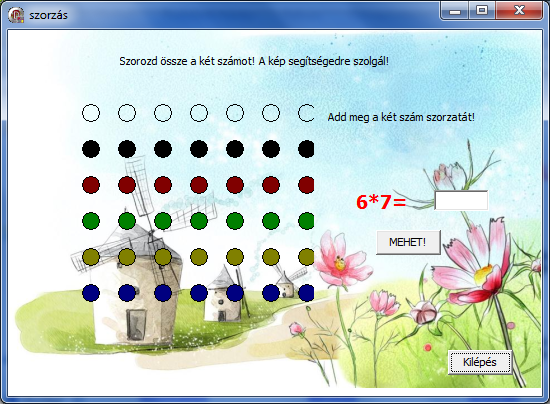 szorzás
Szorozd össze a két számot! A kép segítségedre szolgál!
Add meg a két szám szorzatát!
6*7=
MEHET!
Kilépés